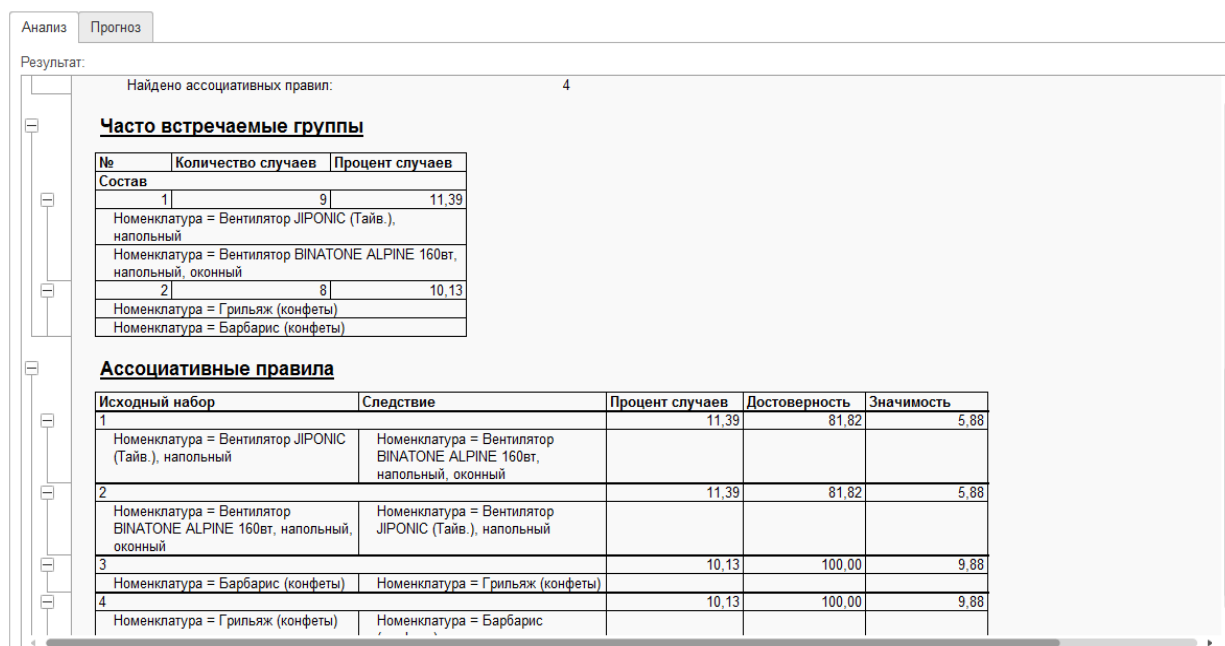 Анализ Прогноз
Результат:
Найдено ассоциативных правил: 4
Часто встречаемые группы
№ Количество случаев Процент случаев
Состав
1 9 11,39
Номенклатура = Вентилятор JIPONIC (Тайв.),
напольный
Номенклатура = Вентилятор BINATONE ALPINE 160вт,
напольный, оконный
2 8 10,13
Номенклатура = Грильяж (конфеты)
Номенклатура = Барбарис (конфеты)
Ассоциативные правила
Исходный набор Следствие Процент случаев Достоверность Значимость
1 11,39 81,82 5,88
Номенклатура = Вентилятор JIPONIC Номенклатура = Вентилятор
(Тайв.), напольный BINATONE ALPINE 160вт,
напольный, оконный
2 11,39 81,82 5,88
Номенклатура = Вентилятор Номенклатура = Вентилятор
BINATONE ALPINE 160вт, напольный, JIPONIC (Тайв.), напольный
оконный
3 10,13 100,00 9,88
Номенклатура = Барбарис (конфеты) Номенклатура = Грильяж (конфеты)
4 10,13 100,00 9,88
Номенклатура = Грильяж (конфеты) Номенклатура = Барбарис